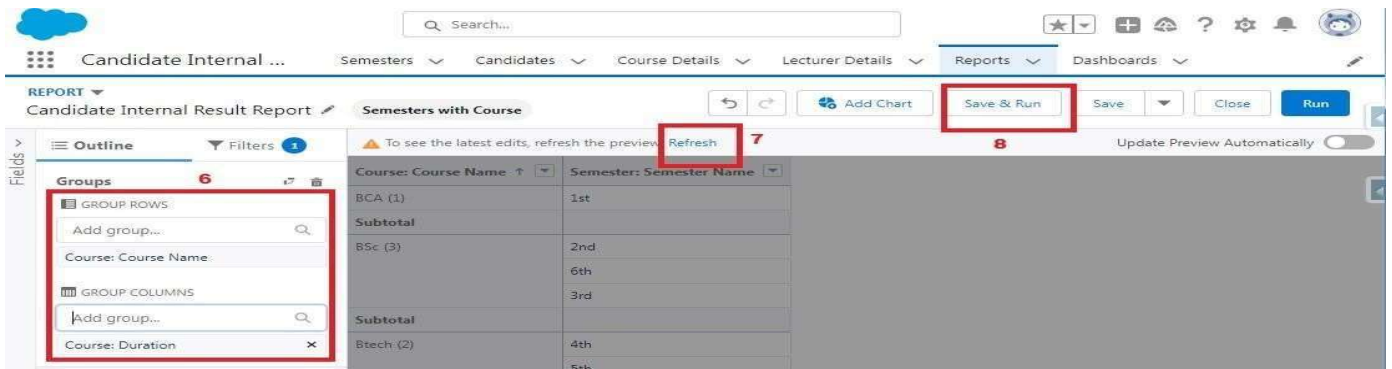 Search...
Candidate Internal ... Semesters Candidates Course Details Lecturer Details Reports Dashboards
REPORT
Candidate Internal Result Report Semesters with Course Add Chart Save & Run Save Close Run
Fields Outline Filters 1 To see the latest edits, refresh the preview. Refresh 7 8 Update Preview Automatically
Groups 6 Course: Course Name ↑ Semester: Semester Name
GROUP ROWS BCA (1) 1st
Add group... Subtotal
Course: Course Name BSc (3) 2nd
6th
GROUP COLUMNS 3rd
Add group... Subtotal
Course: Duration × Btech (2) 4th
5th